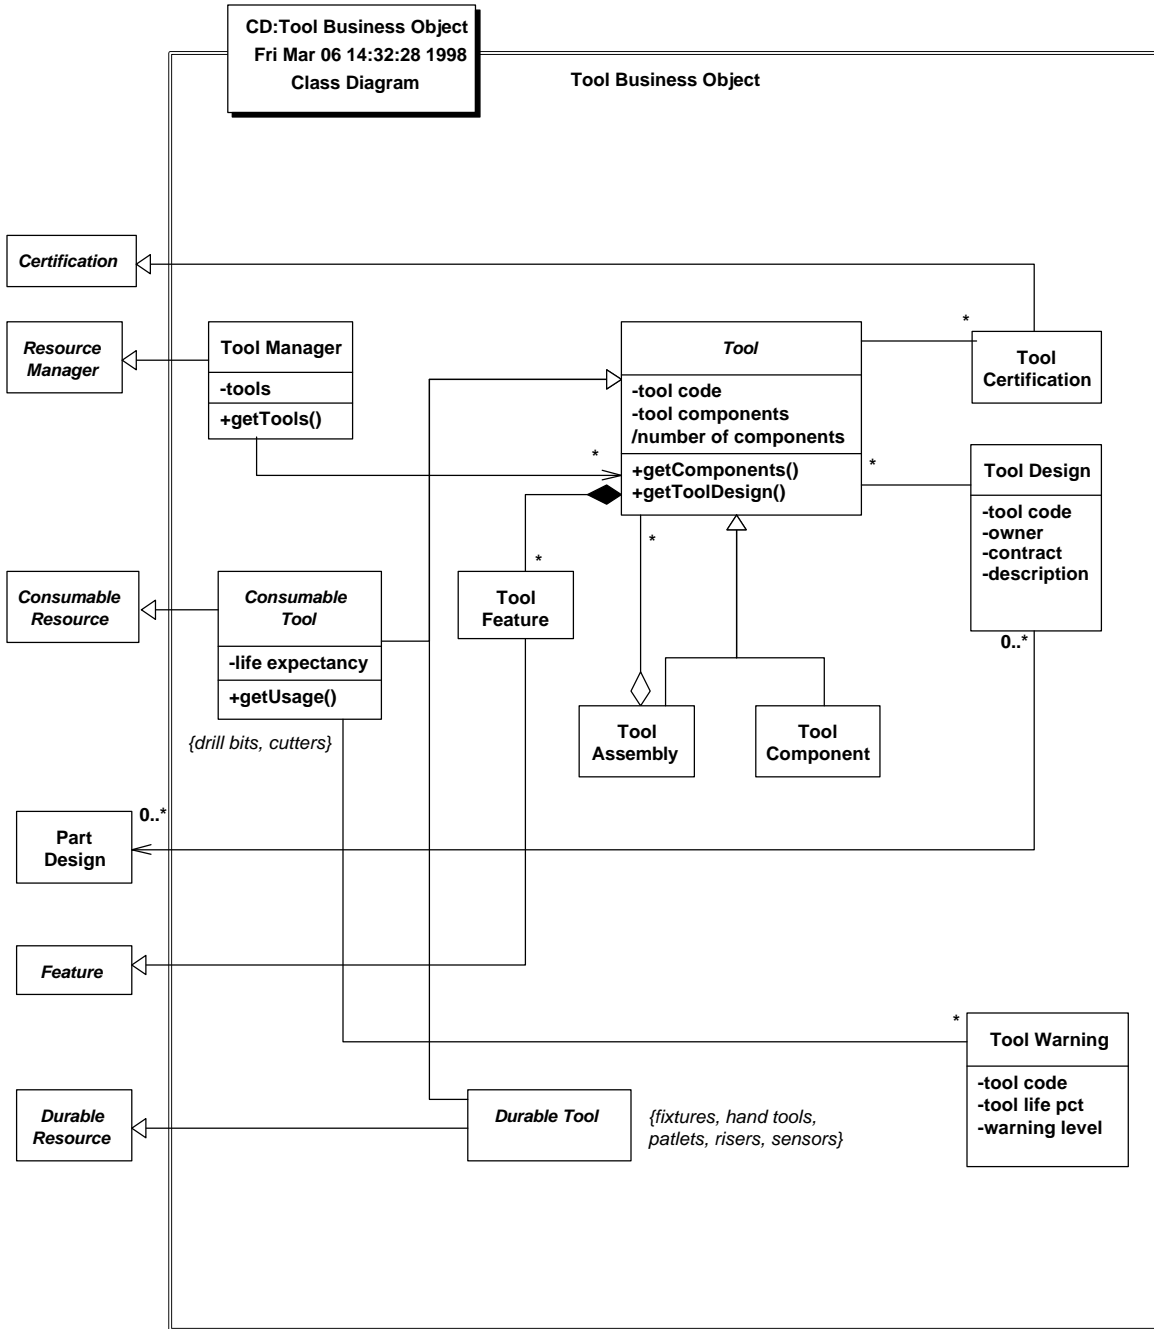 CD:Tool Business Object
Fri Mar 06 14:32:28 1998
Class Diagram
Tool Business Object
Certification
Resource
Manager
Tool Manager
-tools
+getTools()
*
Tool
-tool code
-tool components
/number of components
+getComponents()
+getToolDesign()
*
Tool
Certification
*
Tool Design
-tool code
-owner
-contract
-description
0..*
*
*
Consumable
Resource
Consumable
Tool
-life expectancy
+getUsage()
{drill bits, cutters}
Tool
Feature
Tool
Assembly
Tool
Component
0..*
Part
Design
Feature
*
Tool Warning
-tool code
-tool life pct
-warning level
Durable
Resource
Durable Tool
{fixtures, hand tools,
patlets, risers, sensors}